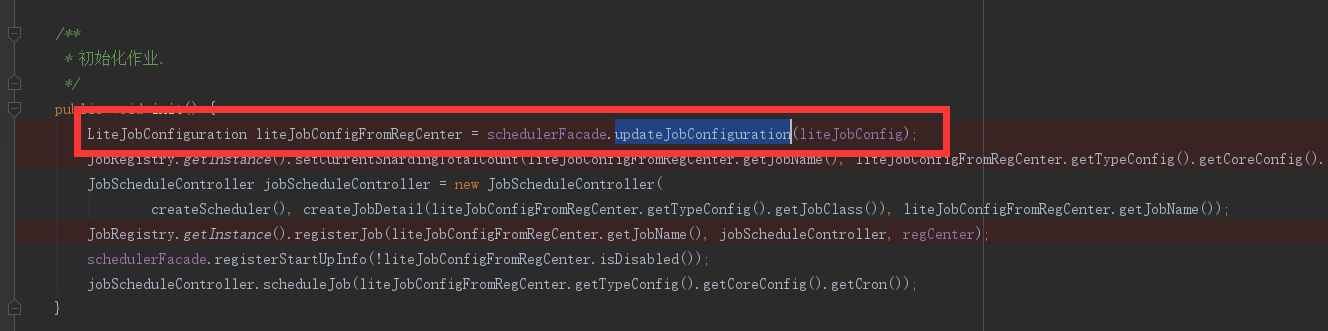 /**
* 初始化作业.
*/
public void init() {
LiteJobConfiguration liteJobConfigFromRegCenter = schedulerFacade.updateJobConfiguration(liteJobConfig);
JobRegistry.getInstance().setCurrentShardingTotalCount(liteJobConfigFromRegCenter.getJobName(), liteJobConfigFromRegCenter.getTypeConfig().getCoreConfig().
JobScheduleController jobScheduleController = new JobScheduleController(
createScheduler(), createJobDetail(liteJobConfigFromRegCenter.getTypeConfig().getJobClass()), liteJobConfigFromRegCenter.getJobName());
JobRegistry.getInstance().registerJob(liteJobConfigFromRegCenter.getJobName(), jobScheduleController, regCenter);
schedulerFacade.registerStartUpInfo(!liteJobConfigFromRegCenter.isDisabled());
jobScheduleController.scheduleJob(liteJobConfigFromRegCenter.getTypeConfig().getCoreConfig().getCron());
}